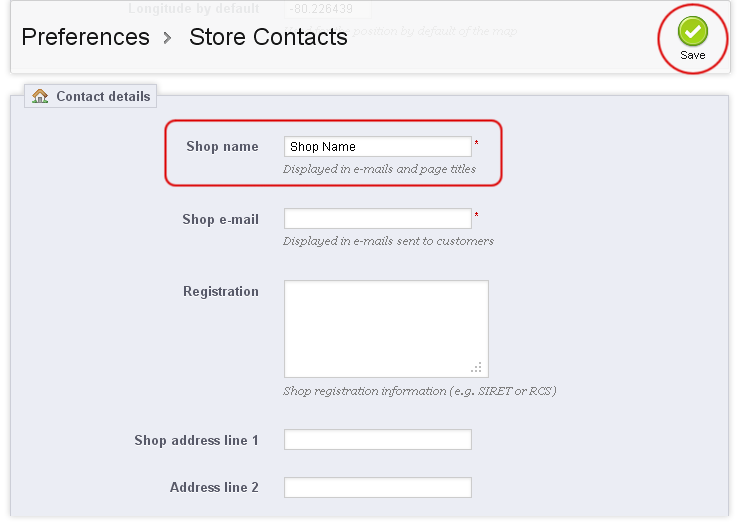 Longitude by default -80.226439
position by default of the map
Preferences > Store Contacts
Save
Contact details
Shop name Shop Name *
Displayed in e-mails and page titles
Shop e-mail *
Displayed in e-mails sent to customers
Registration
Shop registration information (e.g. SIRET or RCS)
Shop address line 1
Address line 2